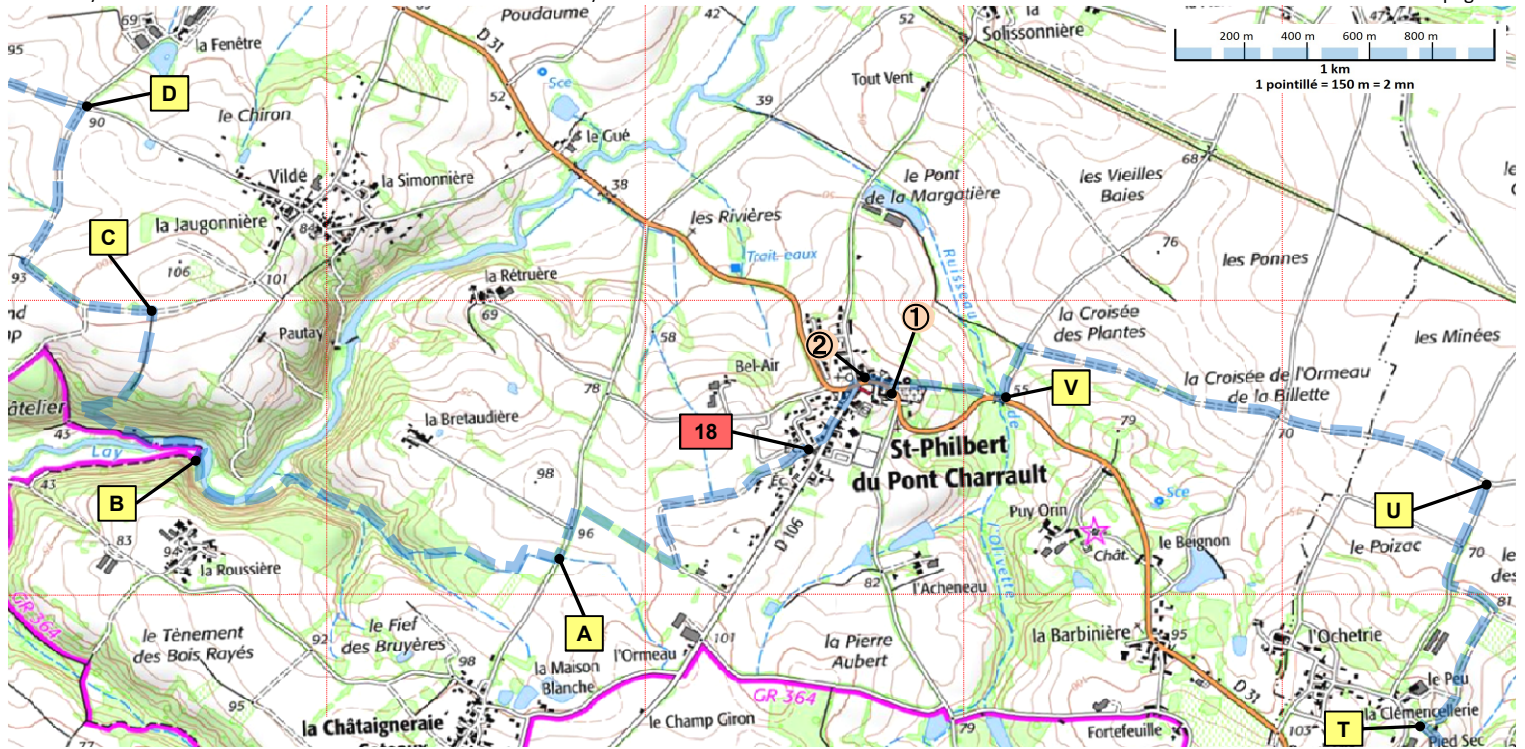 69
la Fenêtre
Poudaume
D 31
42
52
la
Solissonnière
47
200 m 400 m 600 m 800 m
1 km
1 pointillé = 150 m = 2 mn
95
D
90
le Chiron
52
Sce
le Gué
Tout Vent
39
50
68
Vildé
la Simonnière
38
le Pont
de la Margatière
les Vieilles
Baies
la Jaugonnière
84
les Rivières
76
C
106
101
93
la Rétruère
69
Trait. eaux
Ruisseau
les Ponnes
Pautay
58
Bel-Air
1
2
la Croisée
des Plantes
les Minées
78
55
V
la Croisée de l'Ormeau
de la Billette
la Bretaudière
18
79
70
43
Lay
B
43
98
Éc.
St-Philbert
du Pont Charrault
de
Sce
U
83
94
la Roussière
96
D 106
Puy Orin
Chât.
le Beignon
le Poizac
70
l'Olivette
82
l'Acheneau
A
81
GR 364
le Tènement
des Bois Rayés
92
le Fief
des Bruyères
98
la Maison
Blanche
l'Ormeau
101
la Pierre
Aubert
la Barbinière
95
l'Ochetrie
95
GR 364
le Peu
D 31
la Clémencellerie
T
la Châtaigneraie
le Champ Giron
79
Fortefeuille
103
Pied Sec
77